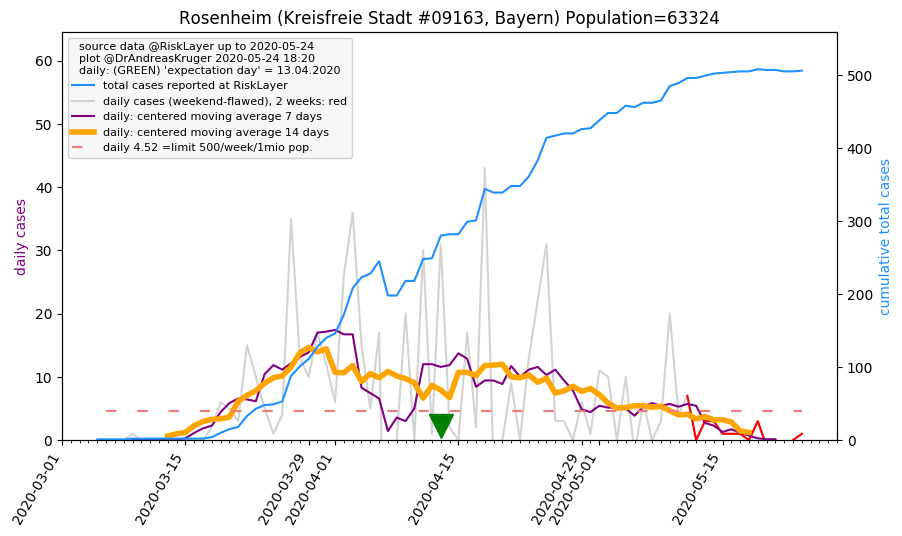 Rosenheim (Kreisfreie Stadt #09163, Bayern) Population=63324
source data @RiskLayer up to 2020-05-24
plot @DrAndreasKruger 2020-05-24 18:20
daily: (GREEN) 'expectation day' = 13.04.2020
total cases reported at RiskLayer
daily cases (weekend-flawed), 2 weeks: red
daily: centered moving average 7 days
daily: centered moving average 14 days
daily 4.52 =limit 500/week/1mio pop.
daily cases
60
50
40
30
20
10
0
cumulative total cases
500
400
300
200
100
0
2020-03-01
2020-03-15
2020-03-29
2020-04-01
2020-04-15
2020-04-29
2020-05-01
2020-05-15